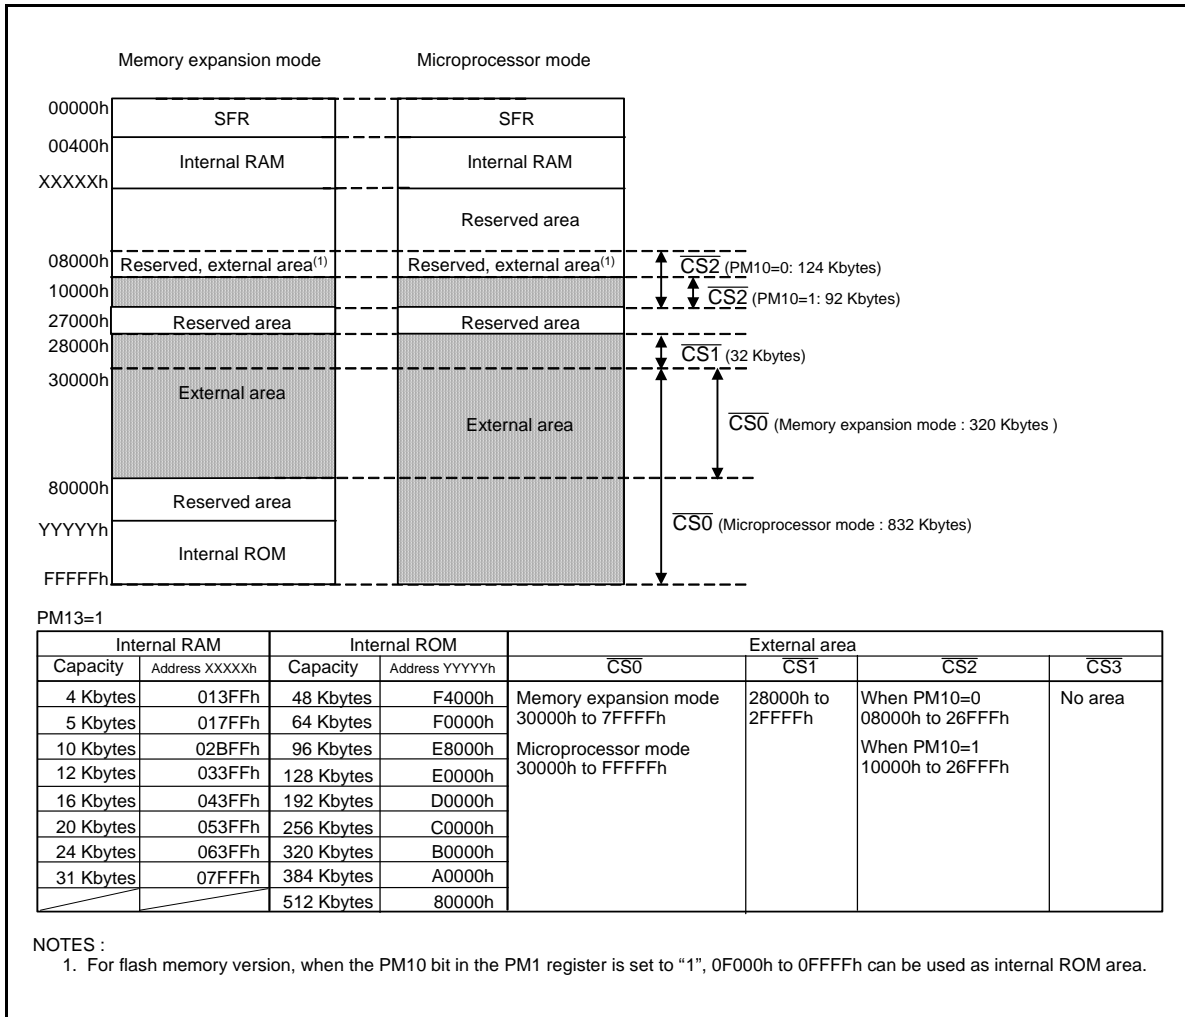 Memory expansion mode Microprocessor mode
00000h SFR SFR
00400h Internal RAM Internal RAM
XXXXXh
Reserved area
08000h Reserved, external area(1) Reserved, external area(1) CS2 (PM10=0: 124 Kbytes)
10000h CS2 (PM10=1: 92 Kbytes)
27000h Reserved area Reserved area
28000h CS1 (32 Kbytes)
30000h External area
External area CS0 (Memory expansion mode : 320 Kbytes )
80000h Reserved area
YYYYYh CS0 (Microprocessor mode : 832 Kbytes)
Internal ROM
FFFFFh
PM13=1
Internal RAM Internal ROM External area
Capacity Address XXXXXh Capacity Address YYYYYh CS0 CS1 CS2 CS3
4 Kbytes 013FFh 48 Kbytes F4000h Memory expansion mode 28000h to When PM10=0 No area
5 Kbytes 017FFh 64 Kbytes F0000h 30000h to 7FFFFh 2FFFFh 08000h to 26FFFh
10 Kbytes 02BFFh 96 Kbytes E8000h Microprocessor mode When PM10=1
12 Kbytes 033FFh 128 Kbytes E0000h 30000h to FFFFFh 10000h to 26FFFh
16 Kbytes 043FFh 192 Kbytes D0000h
20 Kbytes 053FFh 256 Kbytes C0000h
24 Kbytes 063FFh 320 Kbytes B0000h
31 Kbytes 07FFFh 384 Kbytes A0000h
512 Kbytes 80000h
NOTES :
1. For flash memory version, when the PM10 bit in the PM1 register is set to “1”, 0F000h to 0FFFFh can be used as internal ROM area.